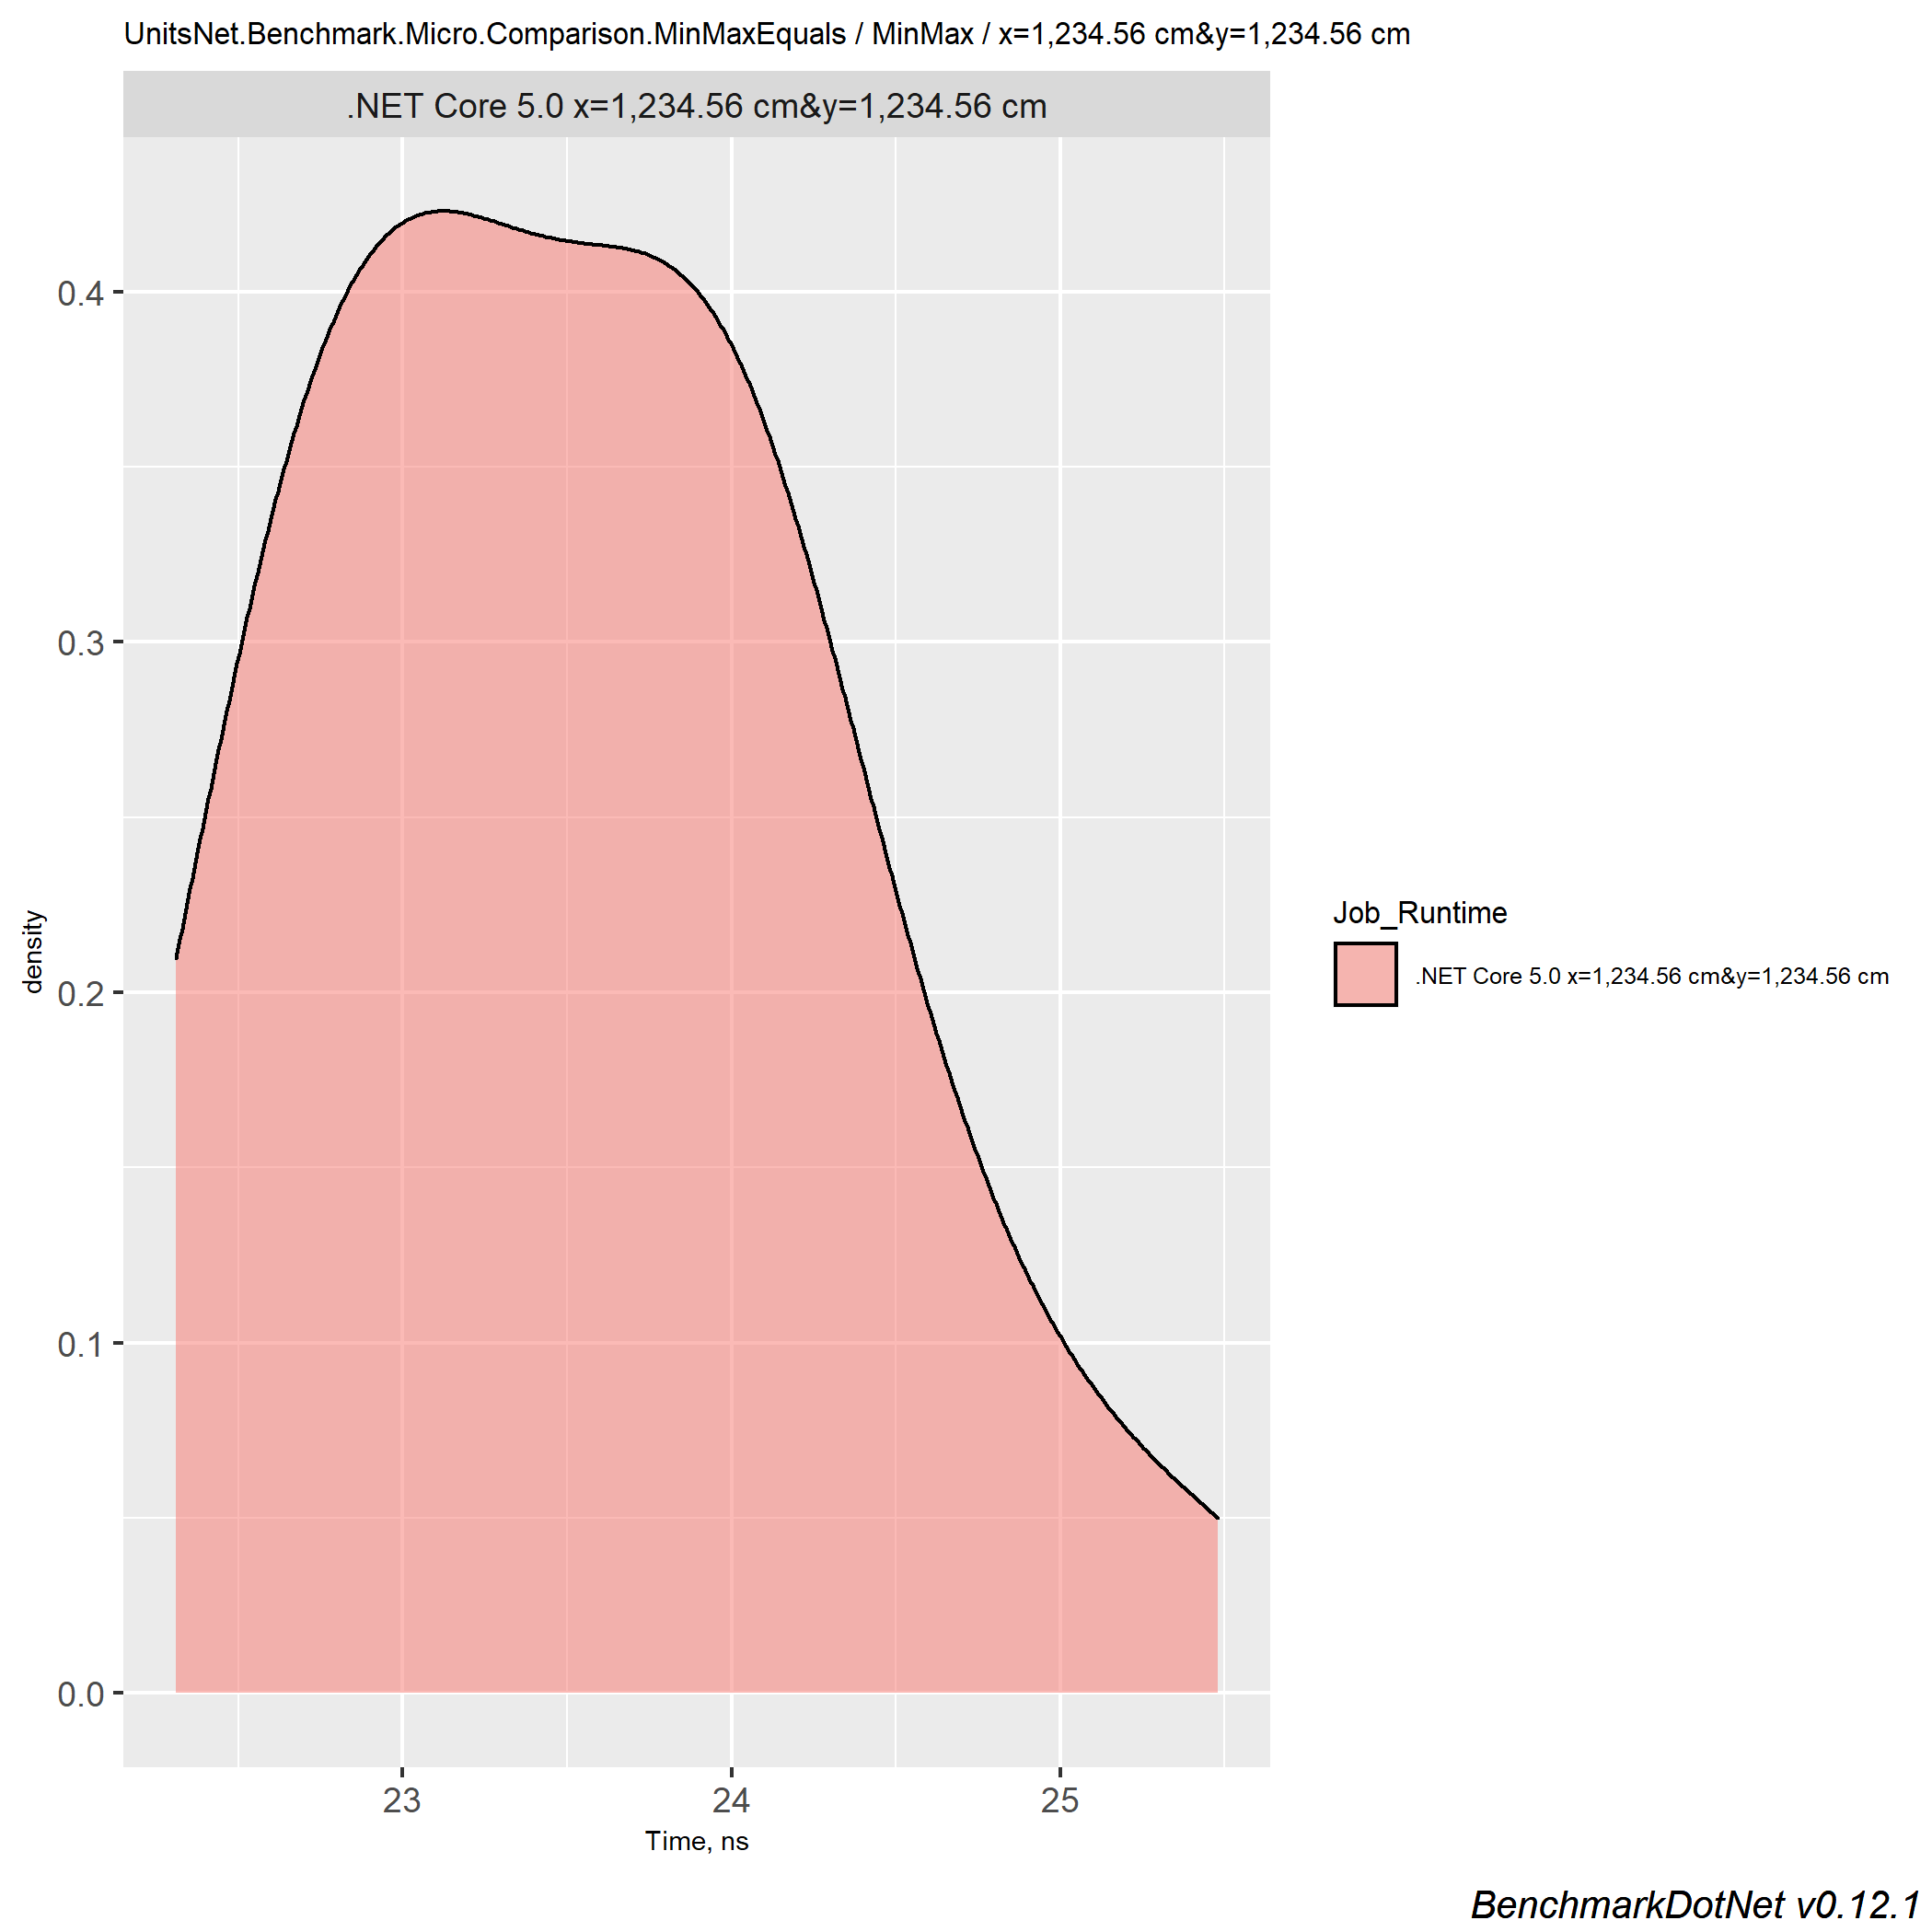 UnitsNet.Benchmark.Micro.Comparison.MinMaxEquals / MinMax / x=1,234.56 cm&y=1,234.56 cm
.NET Core 5.0 x=1,234.56 cm&y=1,234.56 cm
0.4
0.3
0.2
0.1
0.0
density
23 24 25
Time, ns
Job_Runtime
.NET Core 5.0 x=1,234.56 cm&y=1,234.56 cm
BenchmarkDotNet v0.12.1